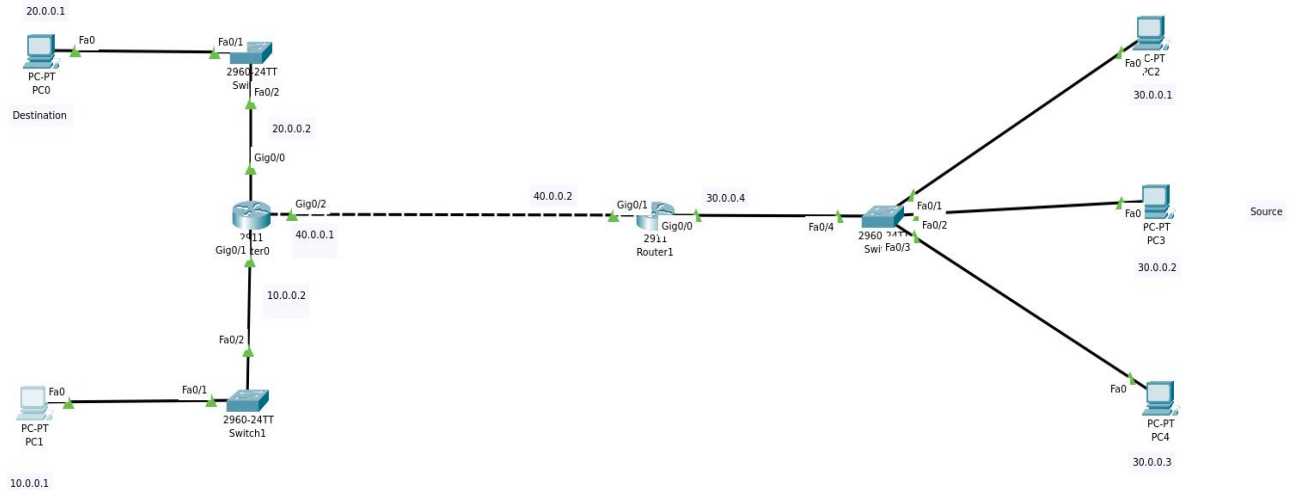 20.0.0.1
Fa0
Fa0/1
PC-PT
PC0
2960-24TT
Fa0/2
Destination
20.0.0.2
Gig0/0
Gig0/2
40.0.0.1
2911
Gig0/1
10.0.0.2
Fa0/2
Fa0
Fa0/1
PC-PT
PC1
2960-24TT
Switch1
10.0.0.1
40.0.0.2
Gig0/1
30.0.0.4
Gig0/0
2911
Router1
Fa0/4
Fa0/1
Fa0/2
Fa0/3
Fa0
PC2
30.0.0.1
Fa0
PC-PT
PC3
30.0.0.2
Source
Fa0
PC-PT
PC4
30.0.0.3